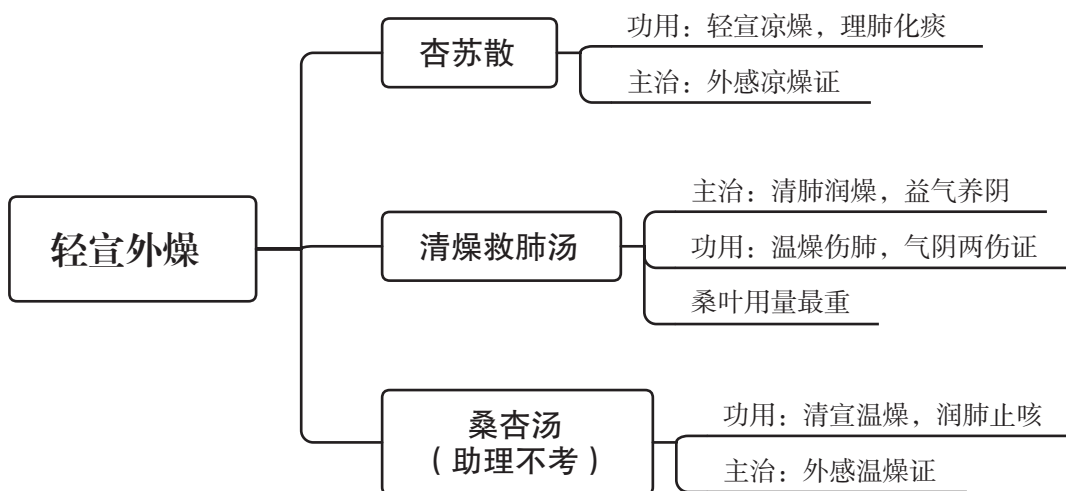 轻宣外燥
杏苏散
功用：轻宣凉燥，理肺化痰
主治：外感凉燥证
清燥救肺汤
主治：清肺润燥，益气养阴
功用：温燥伤肺，气阴两伤证
桑叶用量最重
桑杏汤
（助理不考）
功用：清宣温燥，润肺止咳
主治：外感温燥证